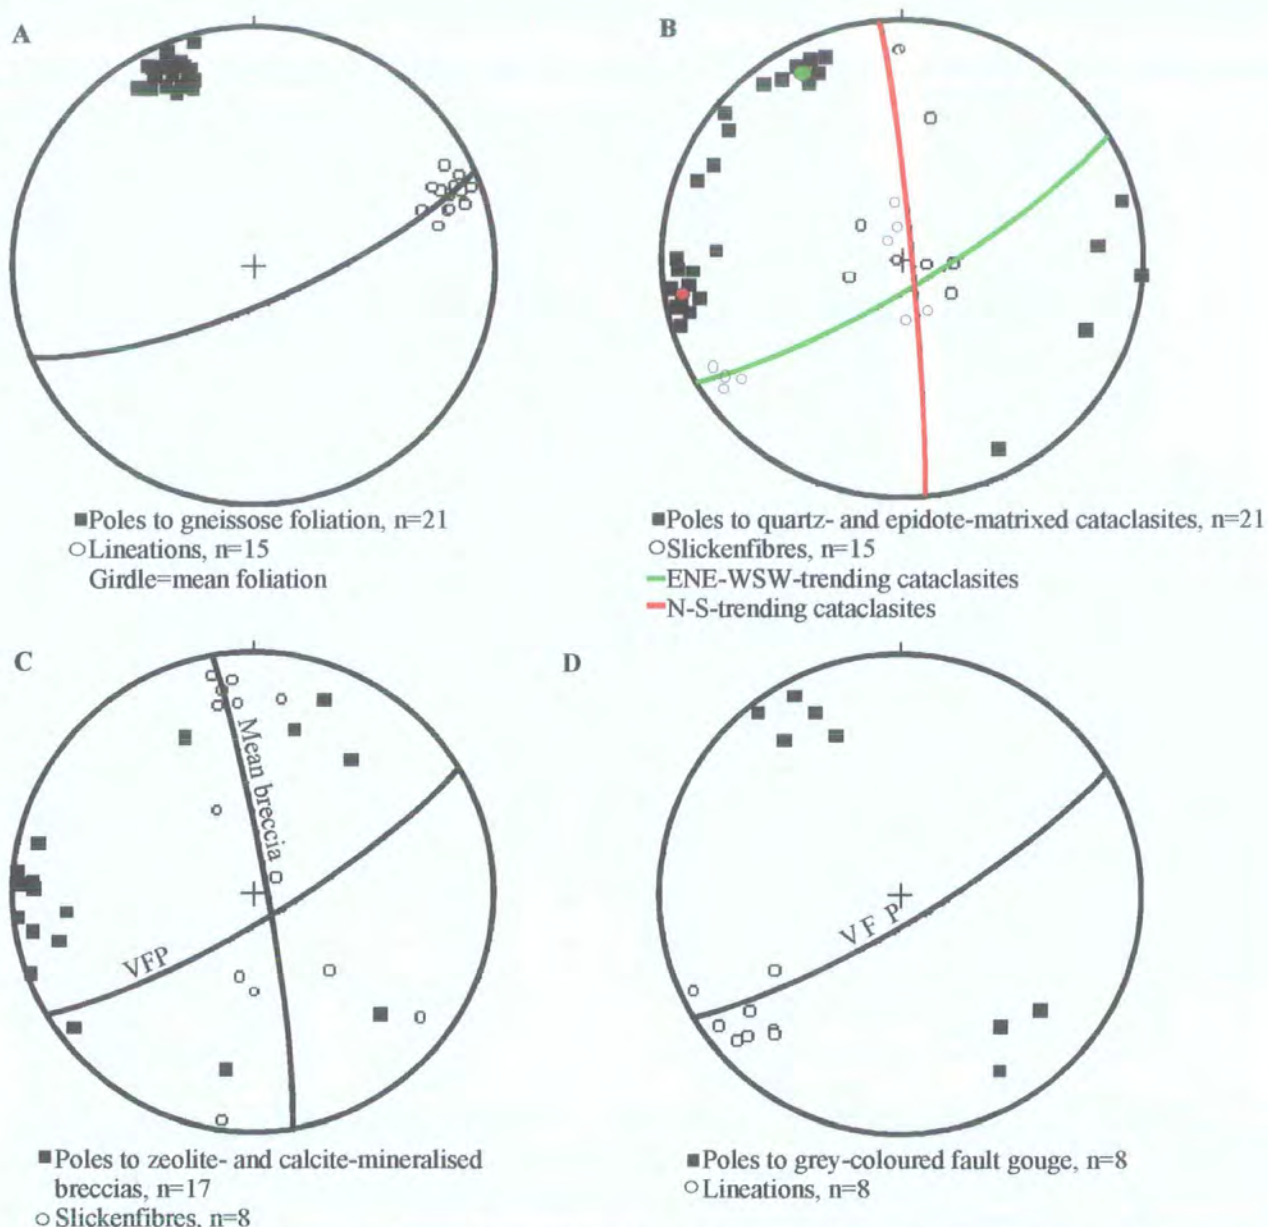 A
B
■Poles to gneissose foliation, n=21
○Lineations, n=15
Girdle=mean foliation
■Poles to quartz- and epidote-matrixed cataclasites, n=21
○Slickenfibres, n=15
ENE-WSW-trending cataclasites
N-S-trending cataclasites
C
D
Mean breccia
VFP
V F P
■Poles to zeolite- and calcite-mineralised
breccias, n=17
○Slickenfibres, n=8
■Poles to grey-coloured fault gouge, n=8
○Lineations, n=8